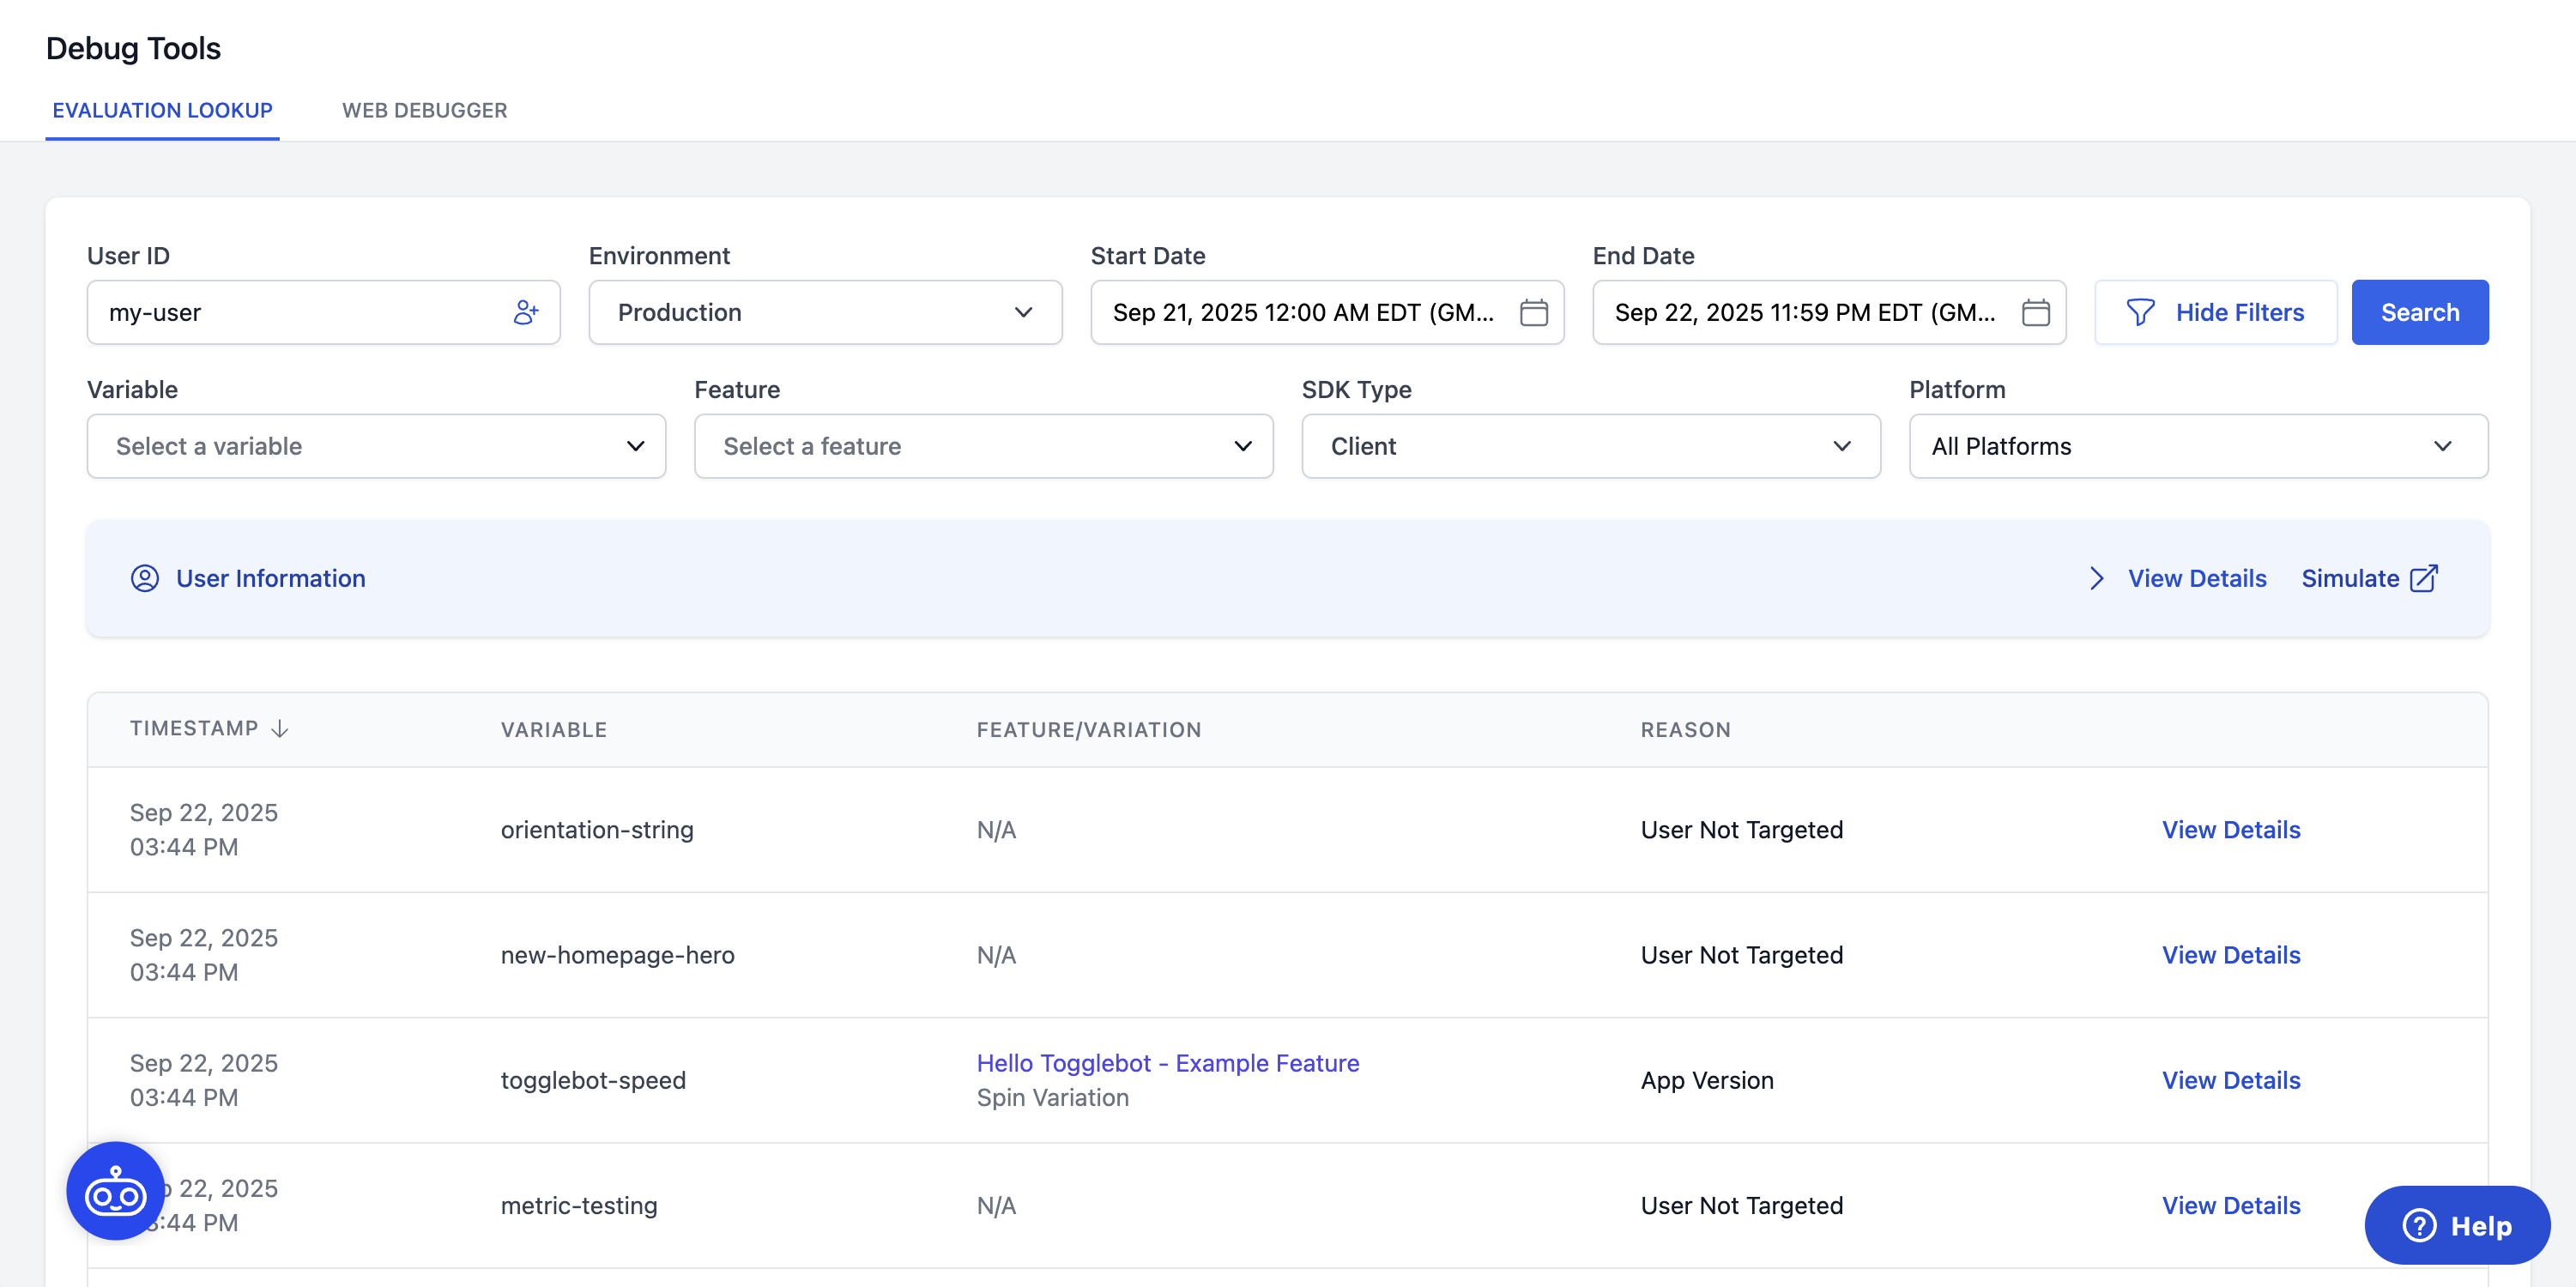 Debug Tools
EVALUATION LOOKUP
WEB DEBUGGER
User ID
Environment
Start Date
End Date
my-user
Production
Sep 21, 2025 12:00 AM EDT (GM...
Sep 22, 2025 11:59 PM EDT (GM...
Hide Filters
Search
Variable
Feature
SDK Type
Platform
Select a variable
Select a feature
Client
All Platforms
User Information
View Details
Simulate
TIMESTAMP
VARIABLE
FEATURE/VARIATION
REASON
Sep 22, 2025
03:44 PM
orientation-string
N/A
User Not Targeted
View Details
Sep 22, 2025
03:44 PM
new-homepage-hero
N/A
User Not Targeted
View Details
Sep 22, 2025
03:44 PM
togglebot-speed
Hello Togglebot - Example Feature
Spin Variation
App Version
View Details
22, 2025
:44 PM
metric-testing
N/A
User Not Targeted
View Details
Help